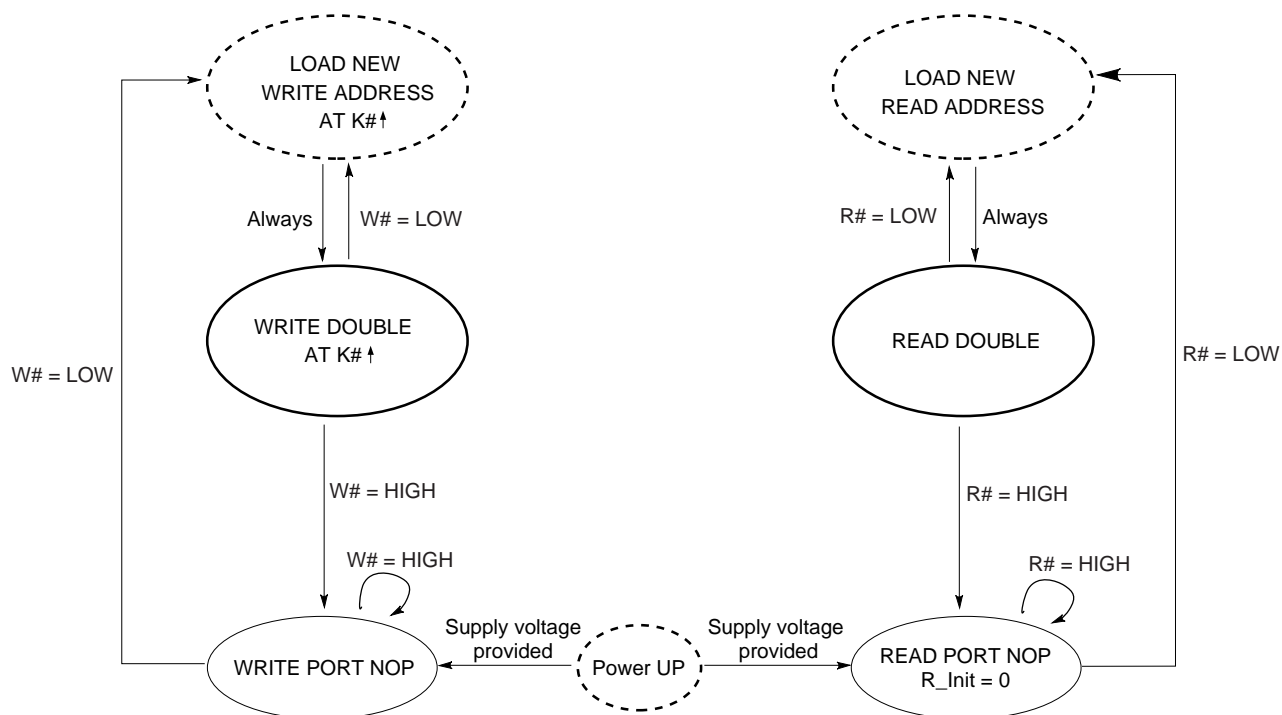 LOAD NEW
WRITE ADDRESS
AT K#↑
LOAD NEW
READ ADDRESS
Always
W# = LOW
R# = LOW
Always
WRITE DOUBLE
AT K#↑
READ DOUBLE
W# = LOW
R# = LOW
W# = HIGH
R# = HIGH
W# = HIGH
R# = HIGH
Supply voltage
provided
Supply voltage
provided
WRITE PORT NOP
Power UP
READ PORT NOP
R_Init = 0